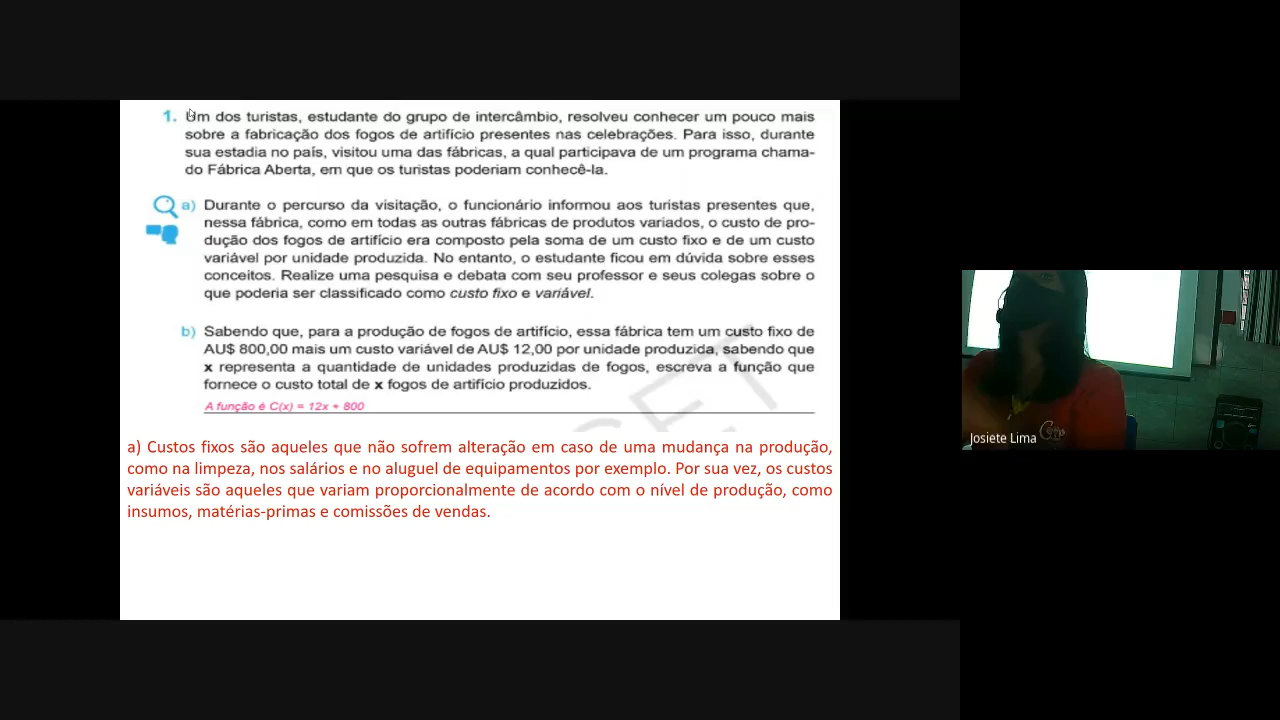 1. Um dos turistas, estudante do grupo de intercâmbio, resolveu conhecer um pouco mais
sobre a fabricação dos fogos de artifício presentes nas celebrações. Para isso, durante
sua estadia no país, visitou uma das fábricas, a qual participava de um programa chama-
do Fábrica Aberta, em que os turistas poderiam conhecê-la.
a) Durante o percurso da visitação, o funcionário informou aos turistas presentes que,
nessa fábrica, como em todas as outras fábricas de produtos variados, o custo de pro-
dução dos fogos de artifício era composto pela soma de um custo fixo e de um custo
variável por unidade produzida. No entanto, o estudante ficou em dúvida sobre esses
conceitos. Realize uma pesquisa e debata com seu professor e seus colegas sobre o
que poderia ser classificado como custo fixo e variável.
b) Sabendo que, para a produção de fogos de artifício, essa fábrica tem um custo fixo de
AU$ 800,00 mais um custo variável de AU$ 12,00 por unidade produzida, sabendo que
x representa a quantidade de unidades produzidas de fogos, escreva a função que
fornece o custo total de x fogos de artifício produzidos.
A função é C(x) = 12x + 800
a) Custos fixos são aqueles que não sofrem alteração em caso de uma mudança na produção,
como na limpeza, nos salários e no aluguel de equipamentos por exemplo. Por sua vez, os custos
variáveis são aqueles que variam proporcionalmente de acordo com o nível de produção, como
insumos, matérias-primas e comissões de vendas.
Josiete Lima